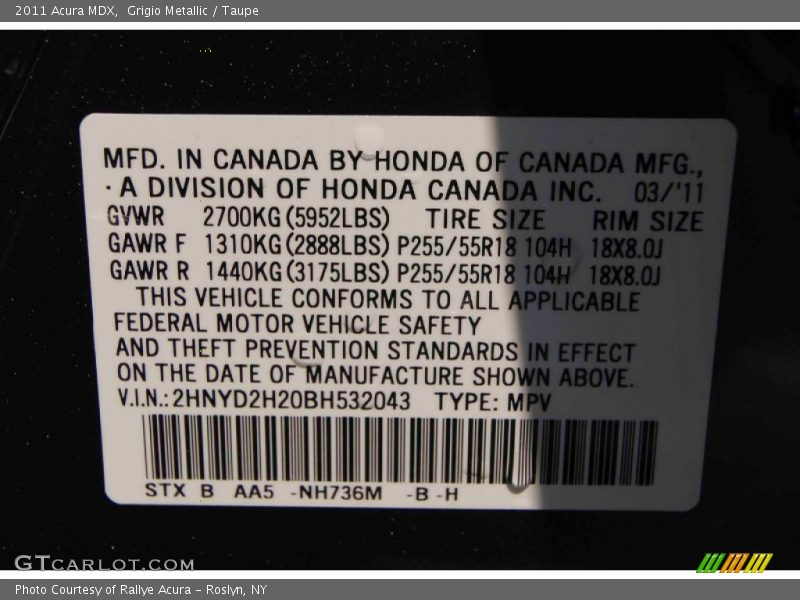 2011 Acura MDX,  Grigio Metallic / Taupe
MFD. IN CANADA BY HONDA OF CANADA MFG.,
· A DIVISION OF HONDA CANADA INC. 03/'11
GVWR 2700KG(5952LBS) TIRE SIZE RIM SIZE
GAWR F 1310KG(2888LBS) P255/55R18 104H 18X8.0J
GAWR R 1440KG(3175LBS) P255/55R18 104H 18X8.0J
THIS VEHICLE CONFORMS TO ALL APPLICABLE
FEDERAL MOTOR VEHICLE SAFETY
AND THEFT PREVENTION STANDARDS IN EFFECT
ON THE DATE OF MANUFACTURE SHOWN ABOVE.
V.I.N.:2HNYD2H20BH532043 TYPE: MPV
STX B AA5 -NH736M -B -H
GTCARLOT.COM
Photo Courtesy of Rallye Acura – Roslyn, NY